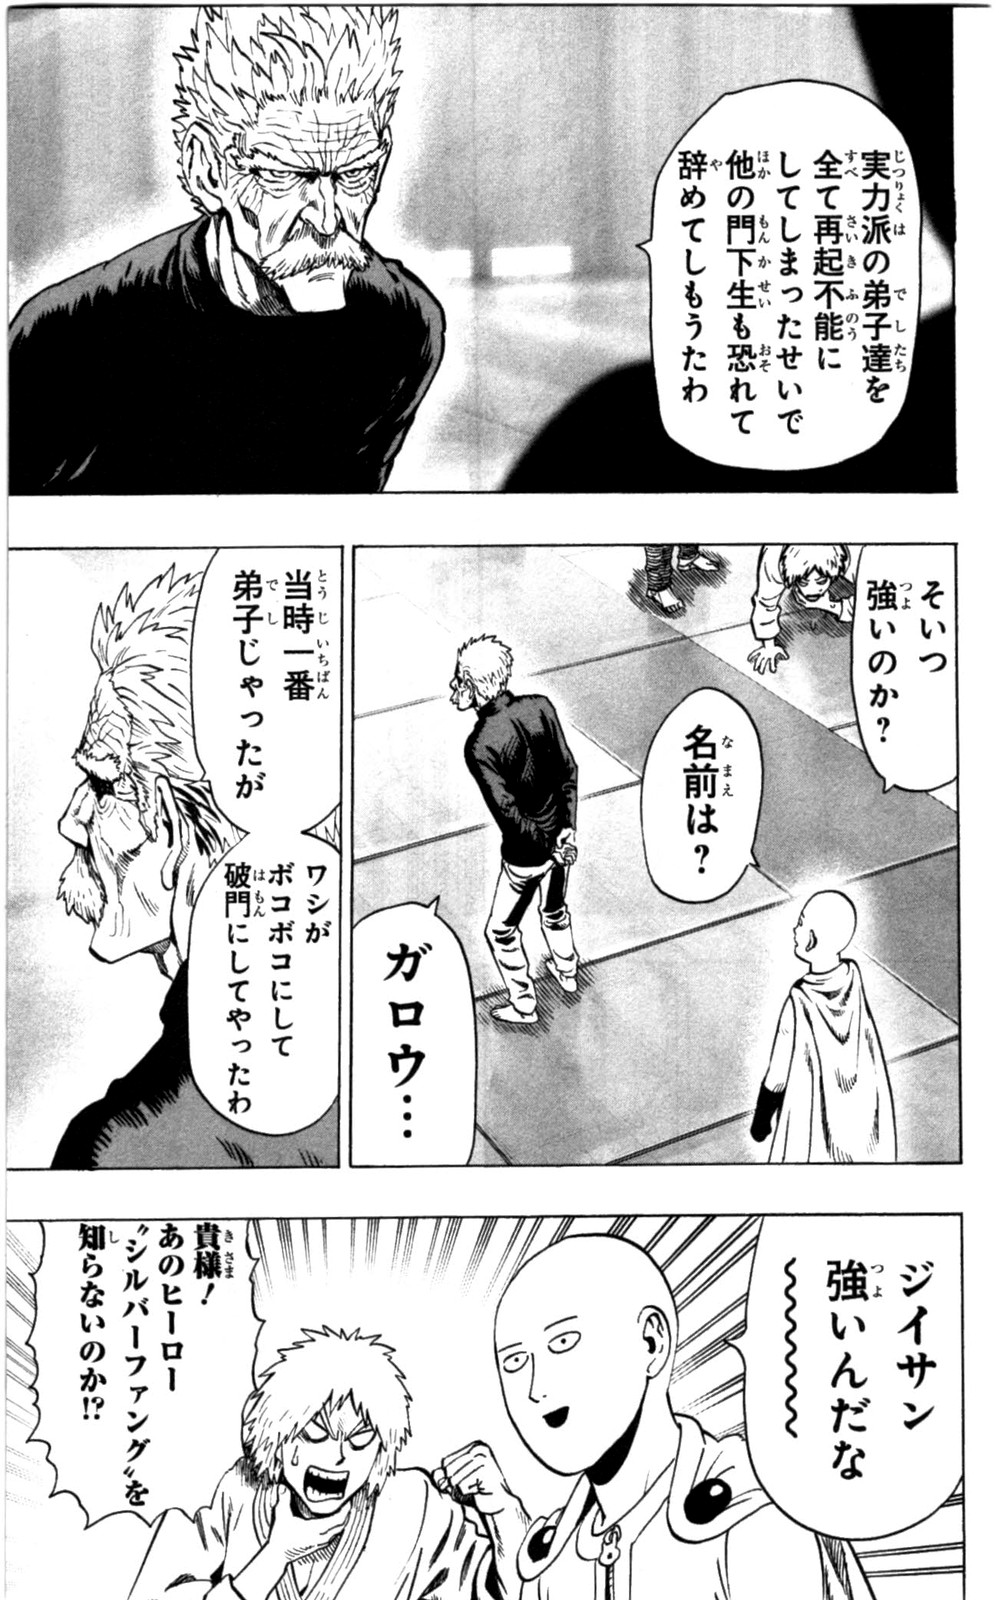 実力派の弟子達を
全て再起不能に
してしまったせいで
他の門下生も恐れて
辞めてしもうたわ
そいつ
強いのか？
名前は？
ガロウ…
当時一番
弟子じゃったが
ワシが
ボコボコにして
破門にしてやったわ
ジイサン
強いんだな
貴様！
あのヒーロー
〝シルバーファング〟を
知らないのか!?